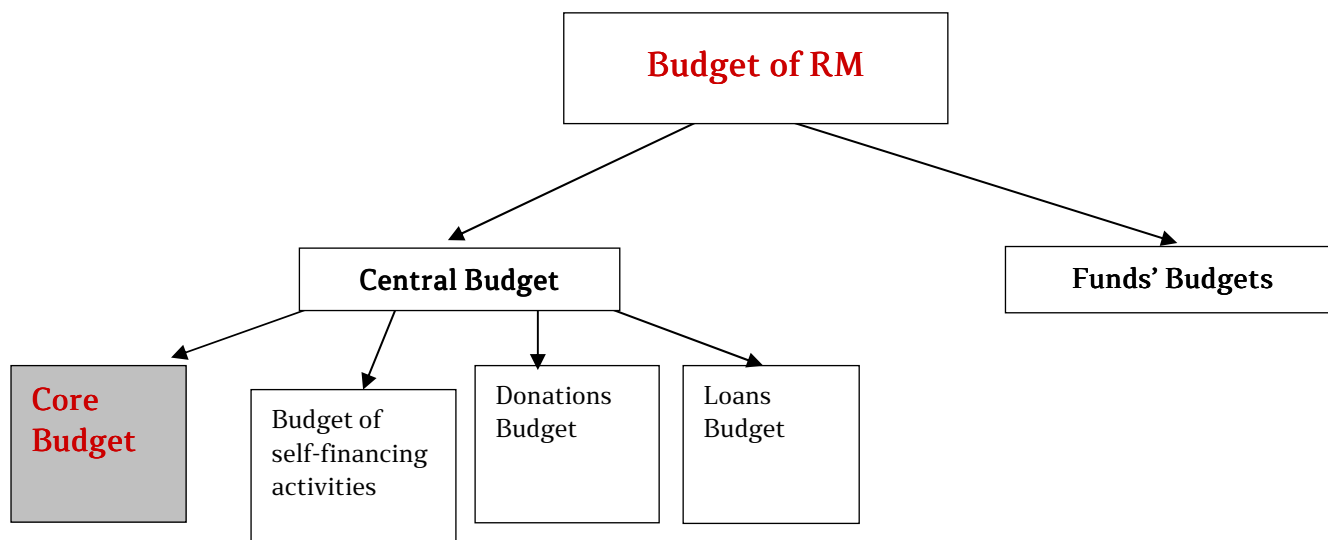 Budget of RM
Central Budget
Funds’ Budgets
Core
Budget
Budget of
self-financing
activities
Donations
Budget
Loans
Budget